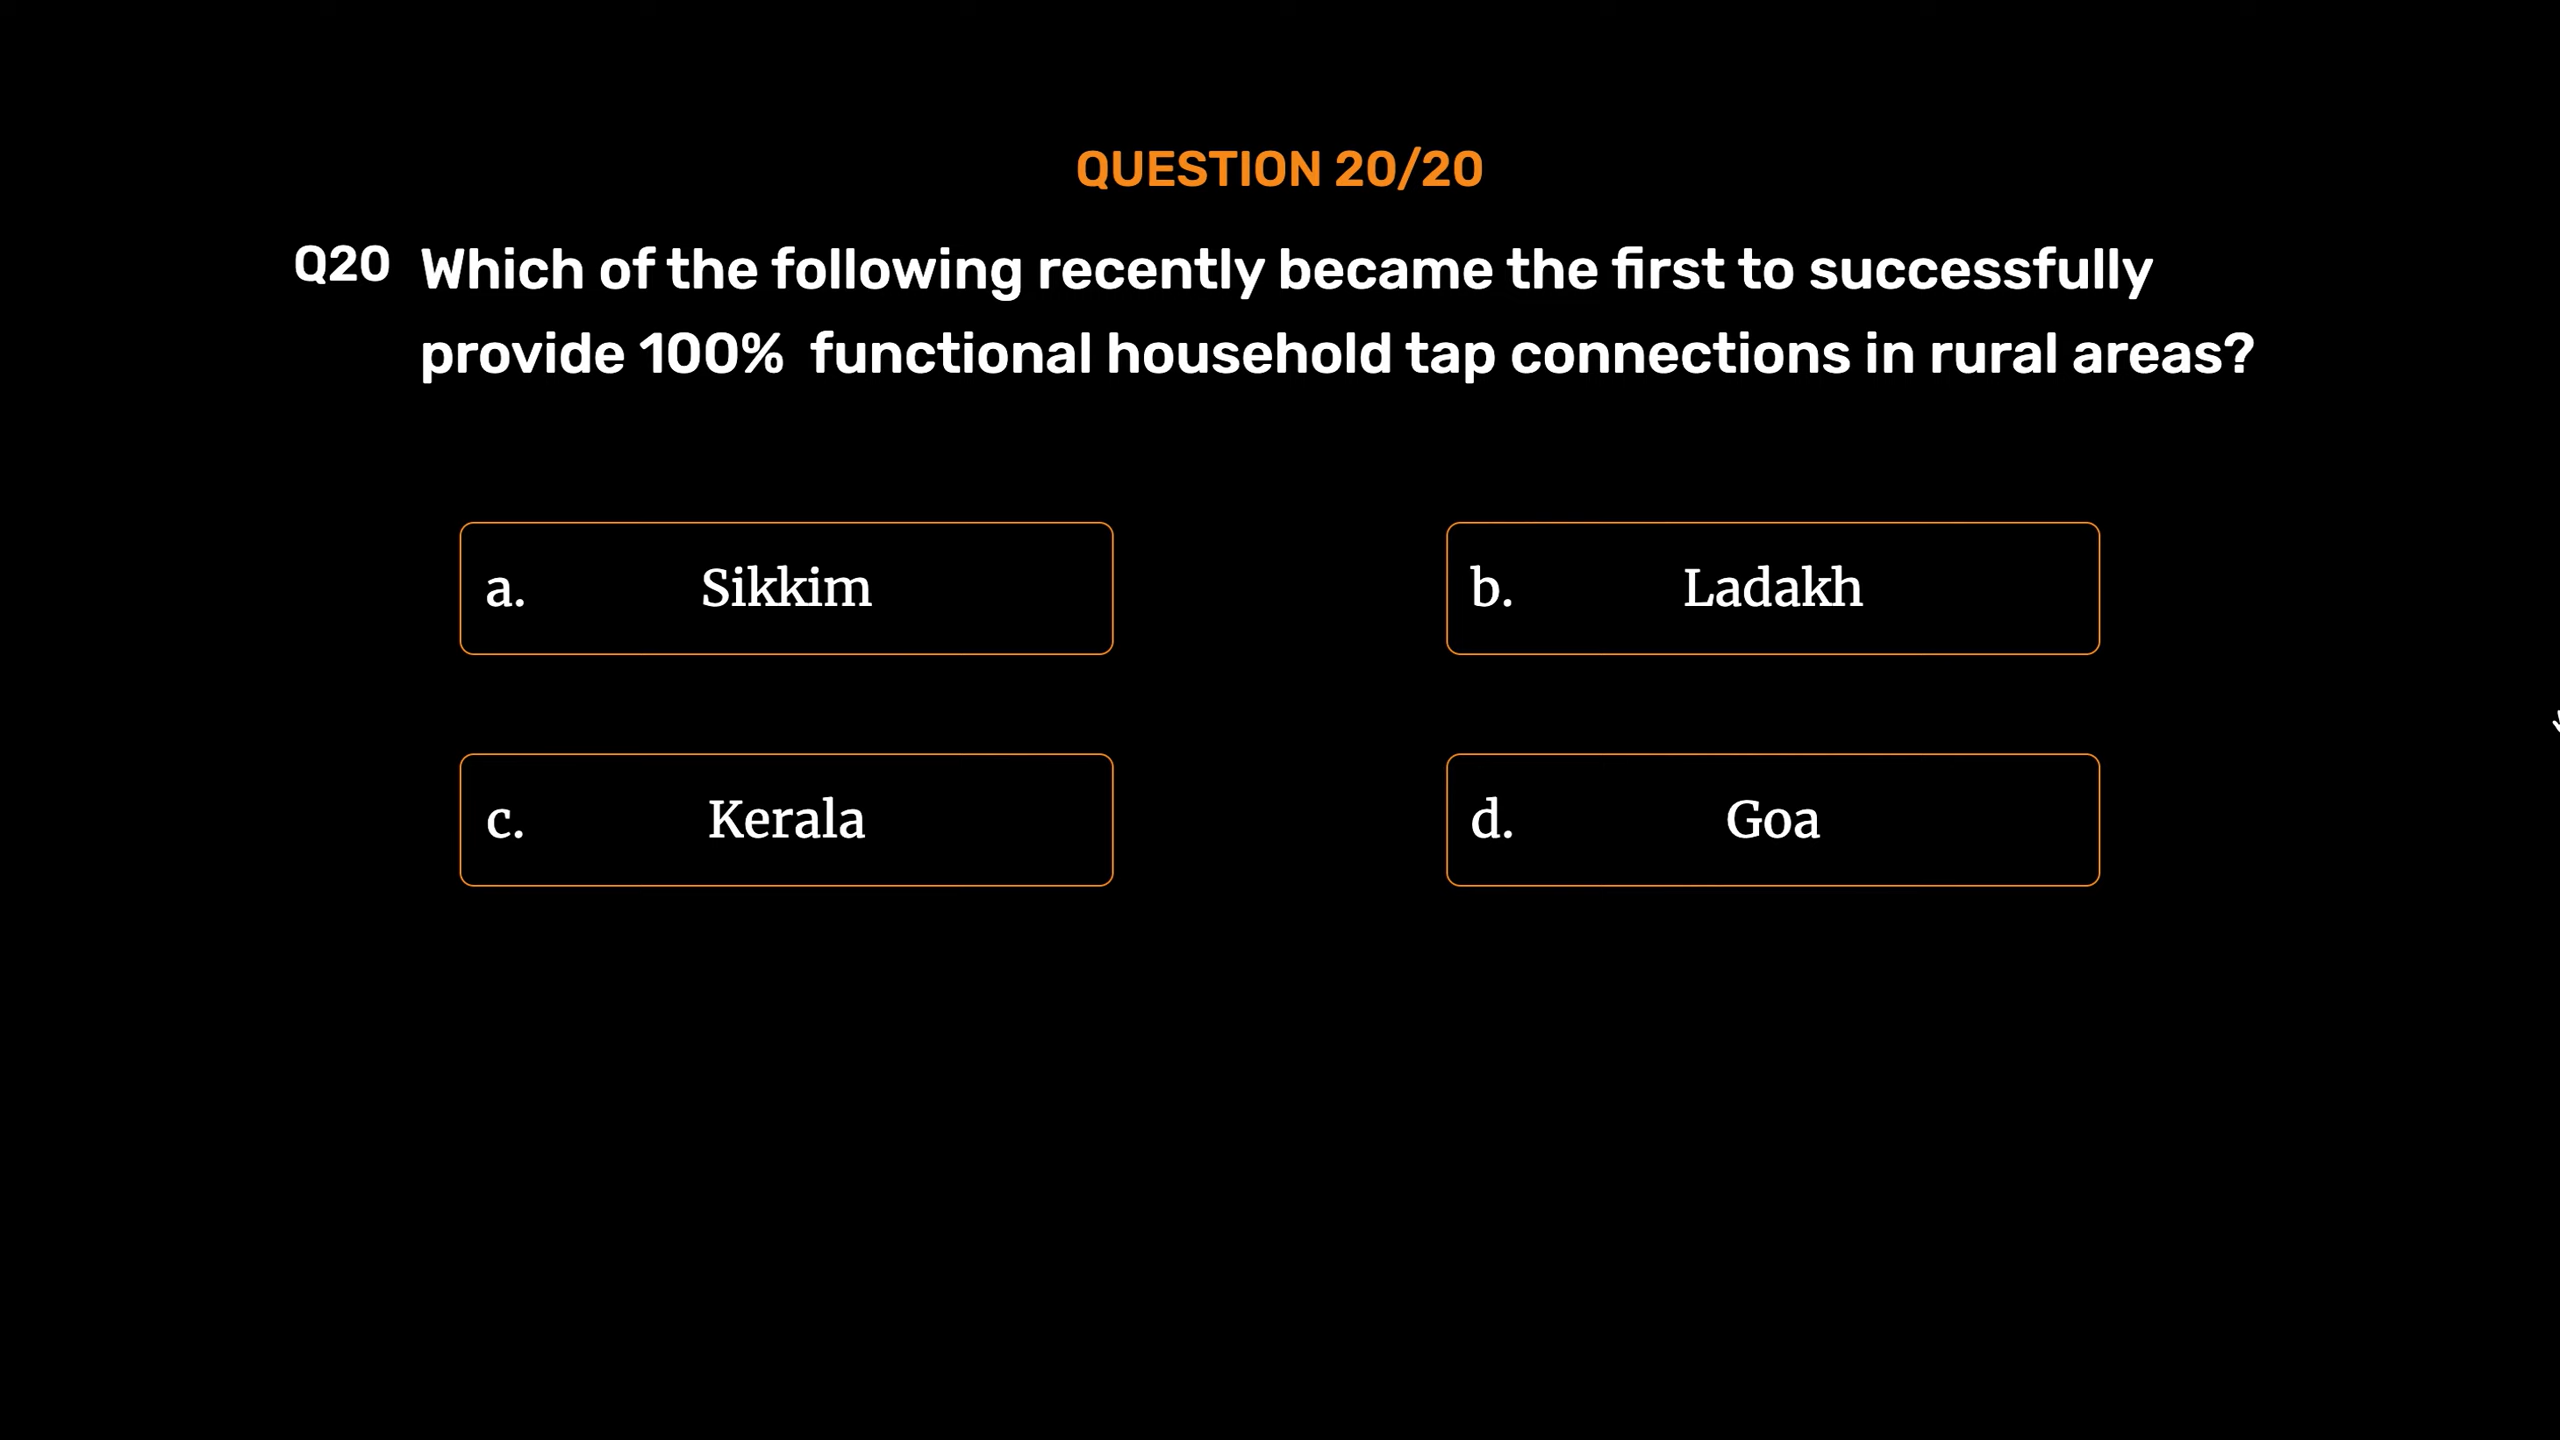 QUESTION 20/20
Q20 Which of the following recently became the first to successfully
provide 100% functional household tap connections in rural areas?
a. Sikkim
b. Ladakh
c. Kerala
d. Goa